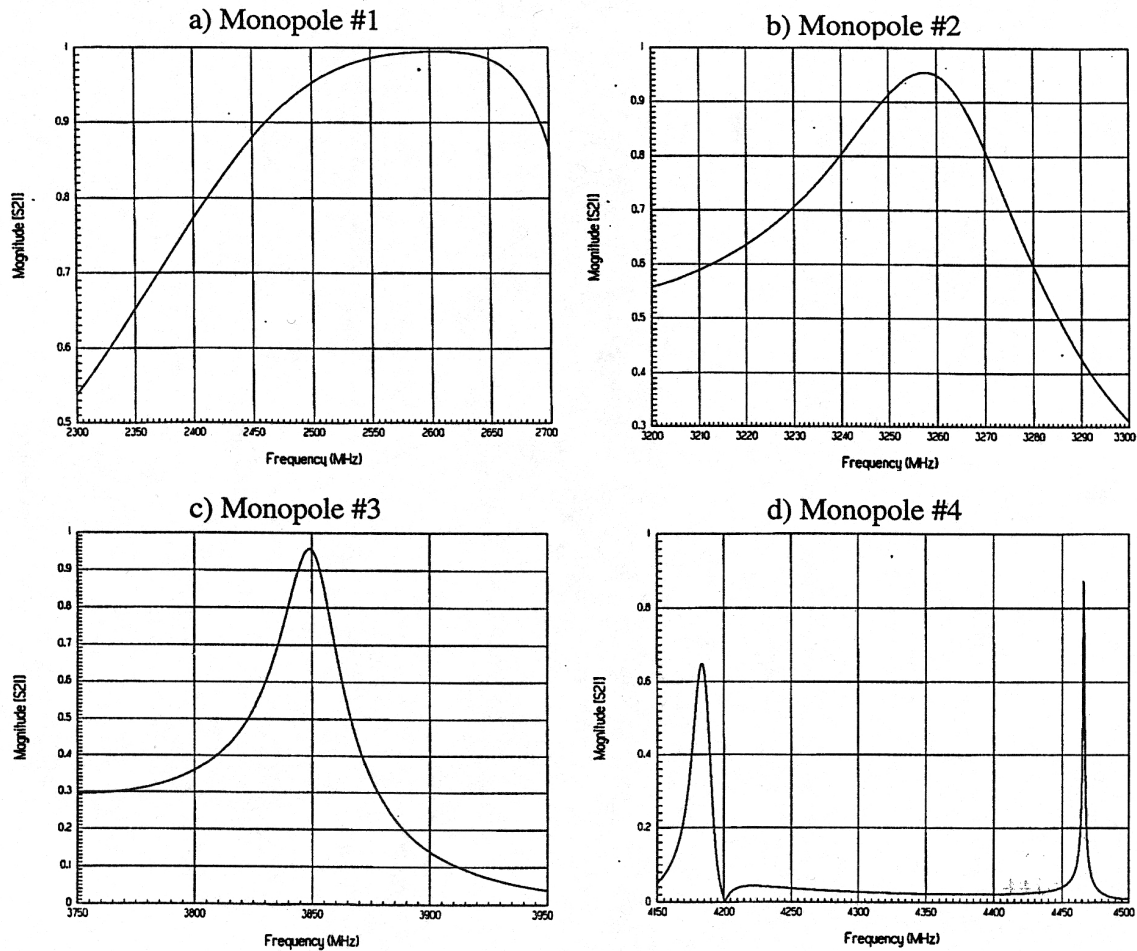 a) Monopole #1
1
0.9
0.8
0.7
0.6
0.5
Magnitude [S21]
2300 2350 2400 2450 2500 2550 2600 2650 2700
Frequency (MHz)
b) Monopole #2
1
0.9
0.8
0.7
0.6
0.5
0.4
0.3
Magnitude [S21]
3200 3210 3220 3230 3240 3250 3260 3270 3280 3290 3300
Frequency (MHz)
c) Monopole #3
1
0.9
0.8
0.7
0.6
0.5
0.4
0.3
0.2
0.1
0
Magnitude [S21]
3750 3800 3850 3900 3950
Frequency (MHz)
d) Monopole #4
1
0.8
0.6
0.4
0.2
0
Magnitude [S21]
4150 4200 4250 4300 4350 4400 4450 4500
Frequency (MHz)